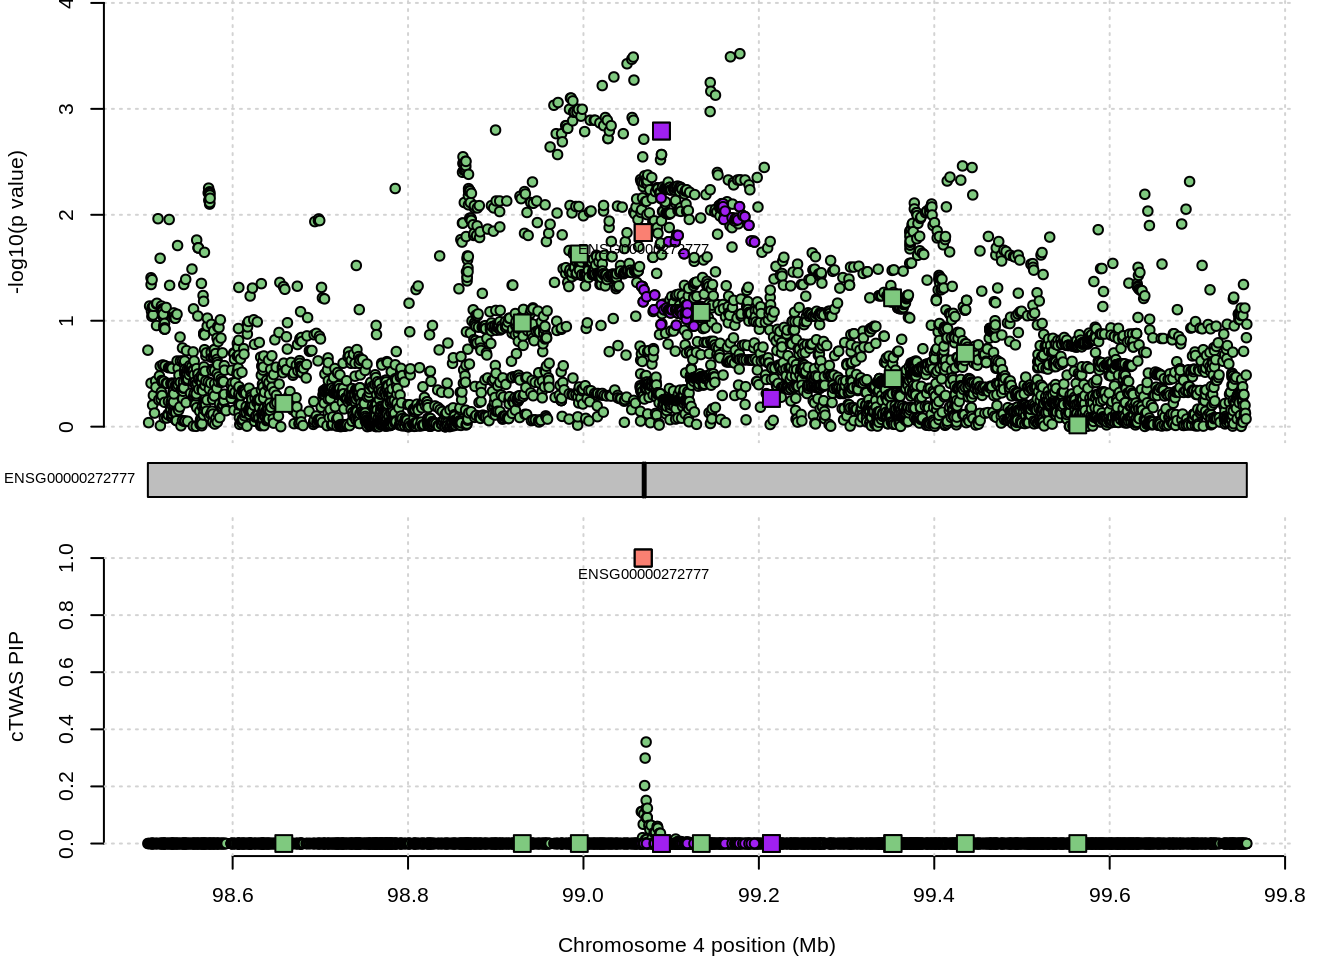 4
3
2
1
0
-log10(p value)
ENSG00000272777
ENSG00000272777
1.0
0.8
0.6
0.4
0.2
0.0
cTWAS PIP
ENSG00000272777
98.6 98.8 99.0 99.2 99.4 99.6 99.8
Chromosome 4 position (Mb)